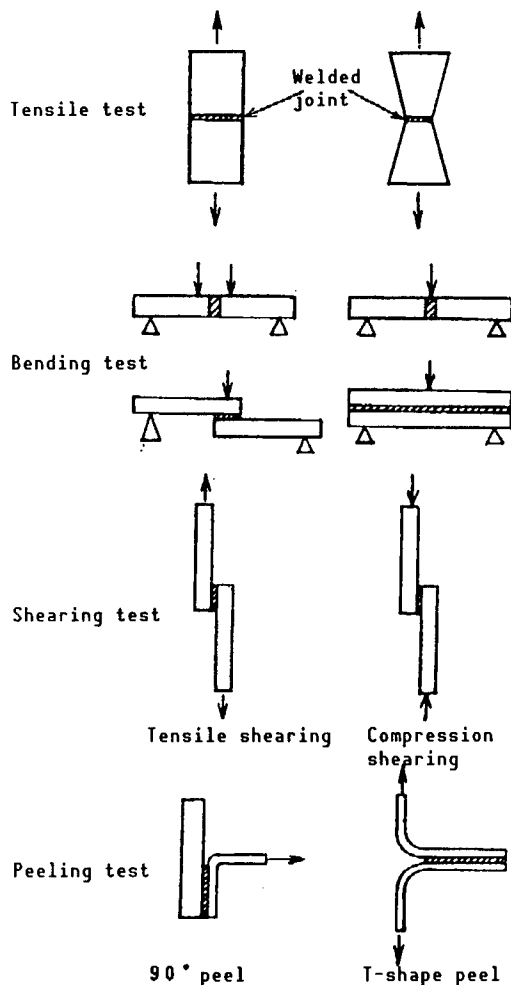 Tensile test
Welded
joint
Bending test
Shearing test
Tensile shearing
Compression
shearing
Peeling test
90° peel
T-shape peel